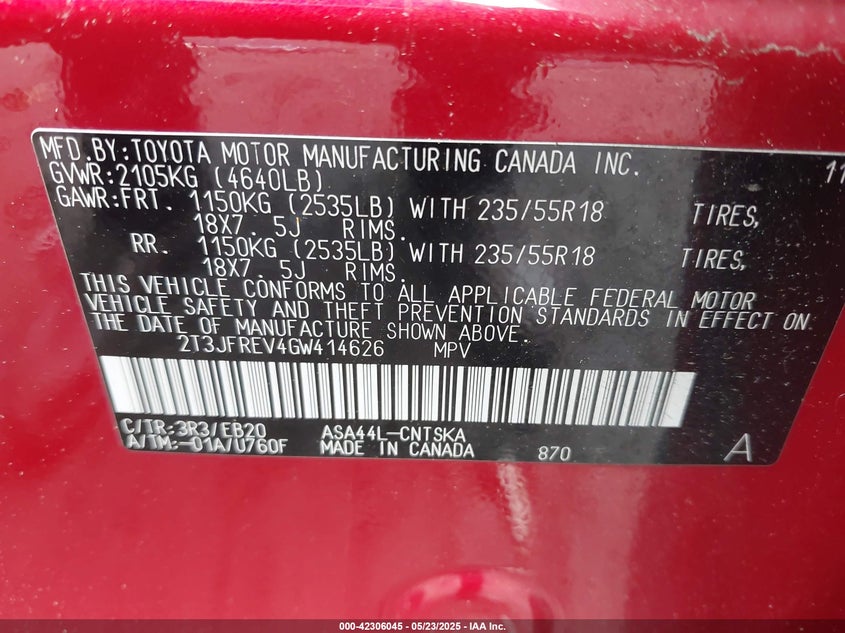 MFD.BY:TOYOTA MOTOR MANUFACTURING CANADA INC. 11
GVWR:2105KG (4640LB)
GAWR:FRT. 1150KG (2535LB) WITH 235/55R18 TIRES,
18X7.5J RIMS.
RR. 1150KG (2535LB) WITH 235/55R18 TIRES,
18X7.5J RIMS.
THIS VEHICLE CONFORMS TO ALL APPLICABLE FEDERAL MOTOR
VEHICLE SAFETY AND THEFT PREVENTION STANDARDS IN EFFECT ON
THE DATE OF MANUFACTURE SHOWN ABOVE.
2T3JFREV4GW414626 MPV
C/TR:3R3/EB20 ASA44L-CNTSKA
A/TM:-01A/U760F MADE IN CANADA 870 A
000-42306045 - 05/23/2025 - IAA Inc.